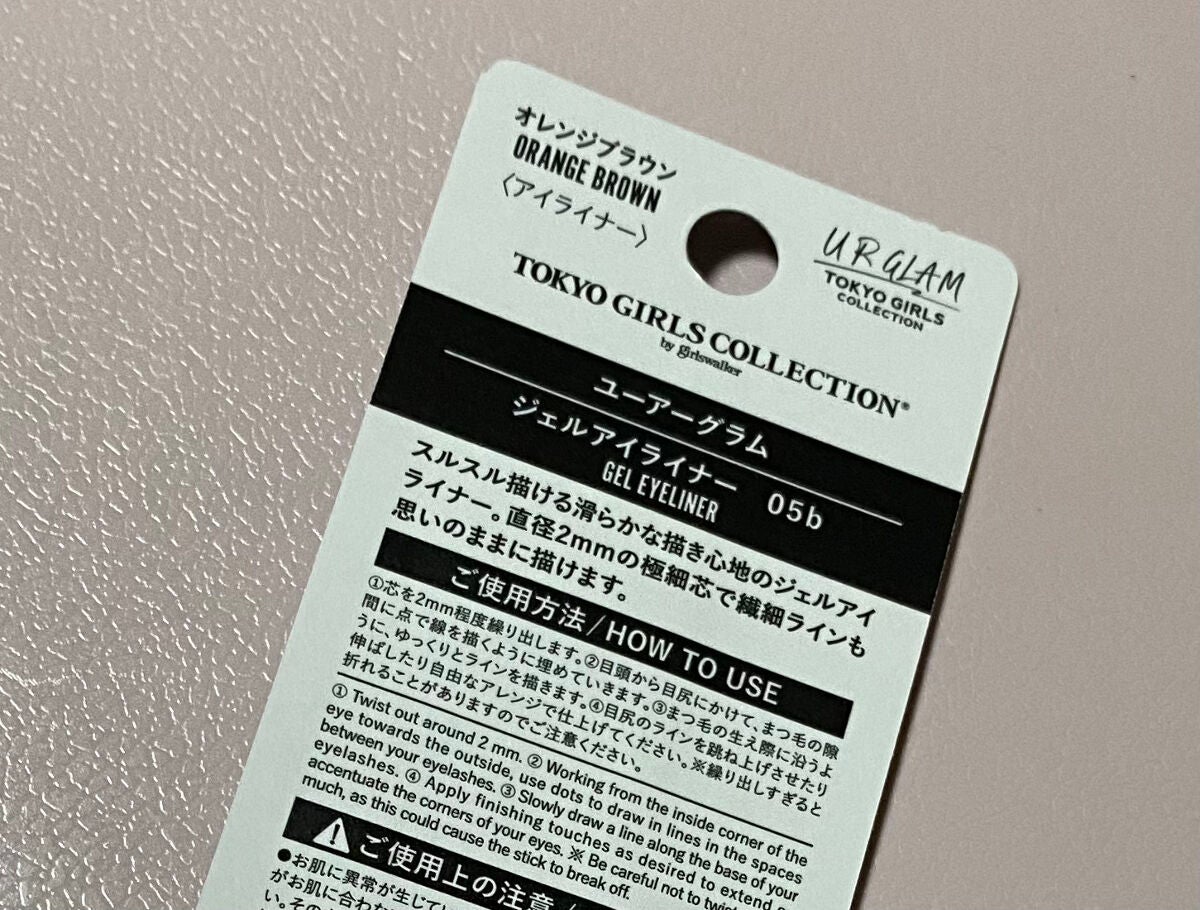 オレンジブラウン
ORANGE BROWN
〈アイライナー〉
URGLAM
TOKYO GIRLS
COLLECTION
TOKYO GIRLS COLLECTION®
by girlswalker
ユーアーグラム
ジェルアイライナー 05b
GEL EYELINER
スルスル描ける滑らかな描き心地のジェルアイ
ライナー。直径2mmの極細芯で繊細ラインも
思いのままに描けます。
ご使用方法/HOW TO USE
①芯を2mm程度繰り出します。②目頭から目尻にかけて、まつ毛の隙
間に点で線を描くように埋めていきます。③まつ毛の生え際に沿うよ
うに、ゆっくりとラインを描きます。④目尻のラインを跳ね上げさせたり
伸ばしたり自由なアレンジで仕上げてください。※繰り出しすぎると
折れることがありますのでご注意ください。
① Twist out around 2 mm. ② Working from the inside corner of the
eye towards the outside, use dots to draw in lines in the spaces
between your eyelashes. ③ Slowly draw a line along the base of your
eyelashes. ④ Apply finishing touches as desired to extend or
accentuate the corners of your eyes. ※ Be careful not to twist
much, as this could cause the stick to break off.
ご使用上の注意/
●お肌に異常が生じてい
がお肌に合わな
い。その